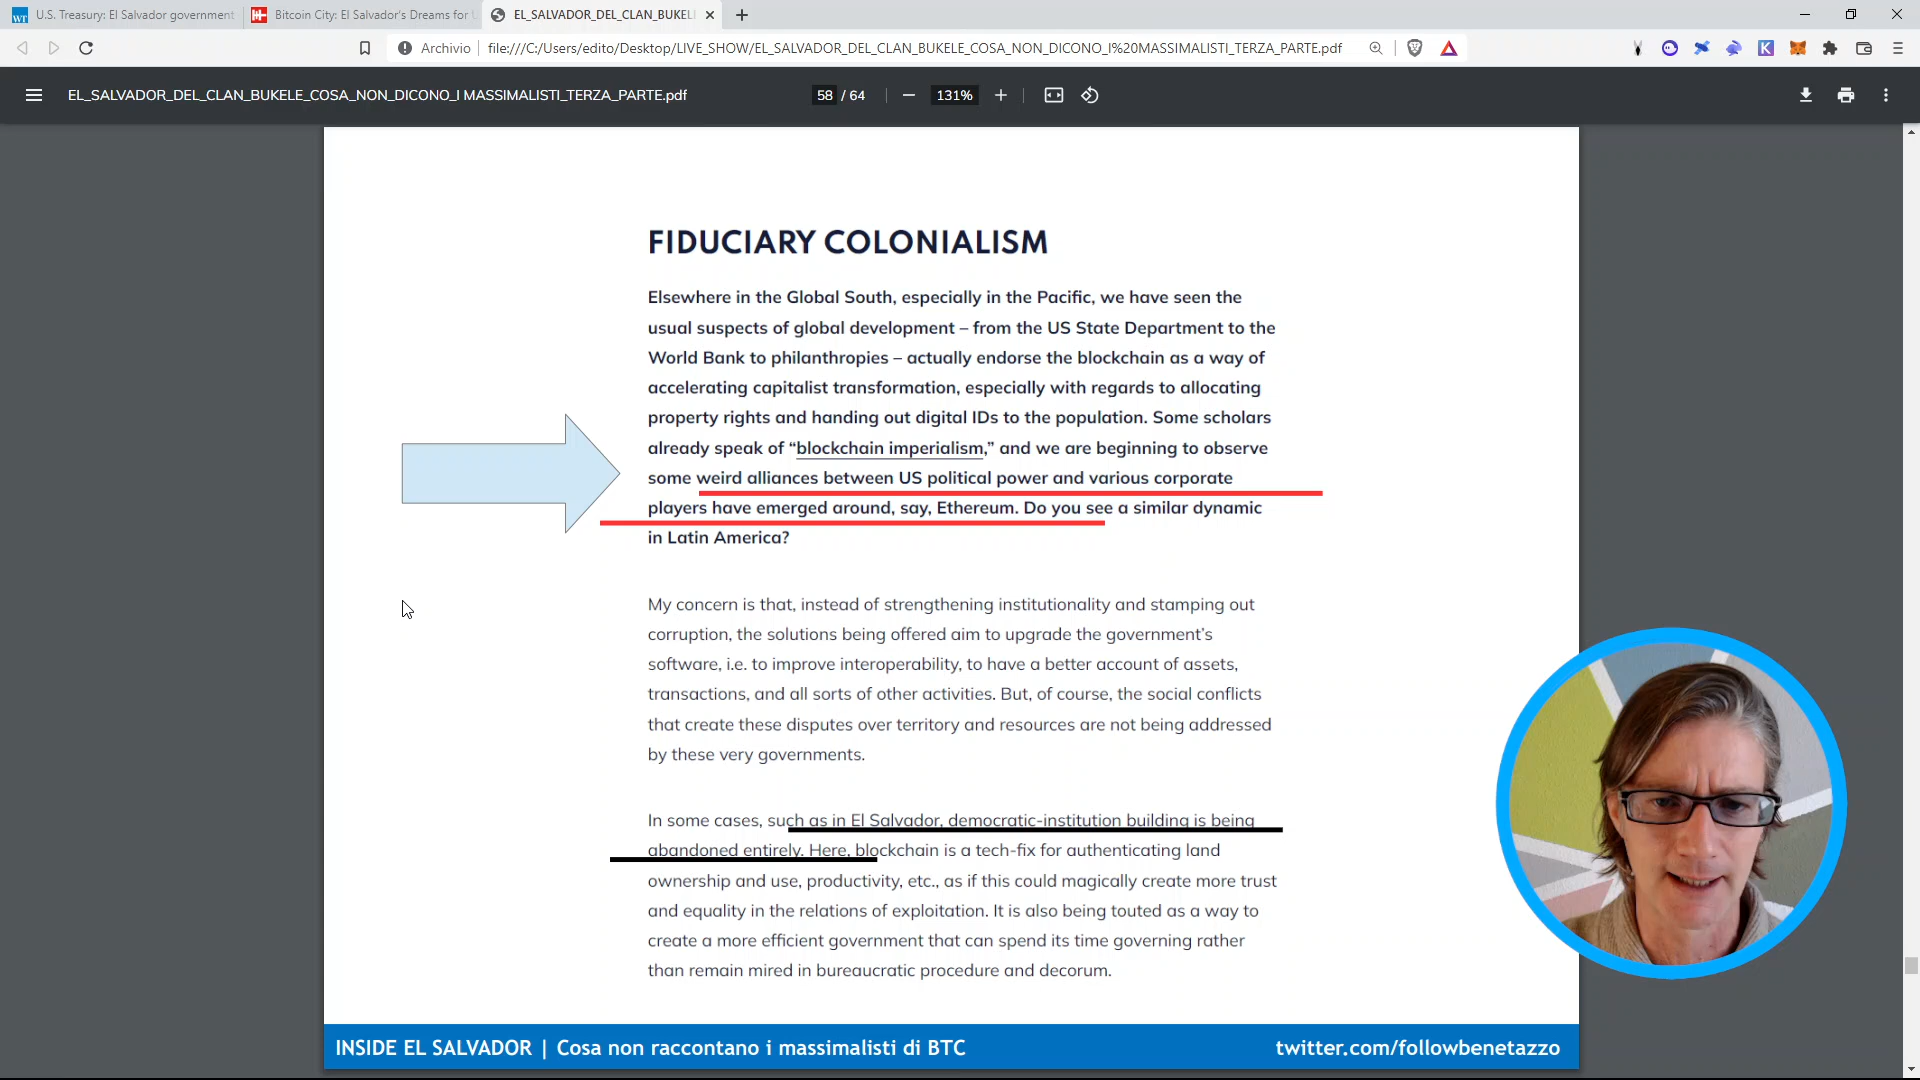 U.S. Treasury: El Salvador government
Bitcoin City: El Salvador's Dreams for
EL_SALVADOR_DEL_CLAN_BUKEL
Archivio
file:///C:/Users/edito/Desktop/LIVE_SHOW/EL_SALVADOR_DEL_CLAN_BUKELE_COSA_NON_DICONO_I%20MASSIMALISTI_TERZA_PARTE.pdf
EL_SALVADOR_DEL_CLAN_BUKELE_COSA_NON_DICONO_I MASSIMALISTI_TERZA_PARTE.pdf
58 / 64
131%
FIDUCIARY COLONIALISM
Elsewhere in the Global South, especially in the Pacific, we have seen the
usual suspects of global development – from the US State Department to the
World Bank to philanthropies – actually endorse the blockchain as a way of
accelerating capitalist transformation, especially with regards to allocating
property rights and handing out digital IDs to the population. Some scholars
already speak of “blockchain imperialism,” and we are beginning to observe
some weird alliances between US political power and various corporate
players have emerged around, say, Ethereum. Do you see a similar dynamic
in Latin America?
My concern is that, instead of strengthening institutionality and stamping out
corruption, the solutions being offered aim to upgrade the government’s
software, i.e. to improve interoperability, to have a better account of assets,
transactions, and all sorts of other activities. But, of course, the social conflicts
that create these disputes over territory and resources are not being addressed
by these very governments.
In some cases, such as in El Salvador, democratic-institution building is being
abandoned entirely. Here, blockchain is a tech-fix for authenticating land
ownership and use, productivity, etc., as if this could magically create more trust
and equality in the relations of exploitation. It is also being touted as a way to
create a more efficient government that can spend its time governing rather
than remain mired in bureaucratic procedure and decorum.
INSIDE EL SALVADOR | Cosa non raccontano i massimalisti di BTC
twitter.com/followbenetazzo